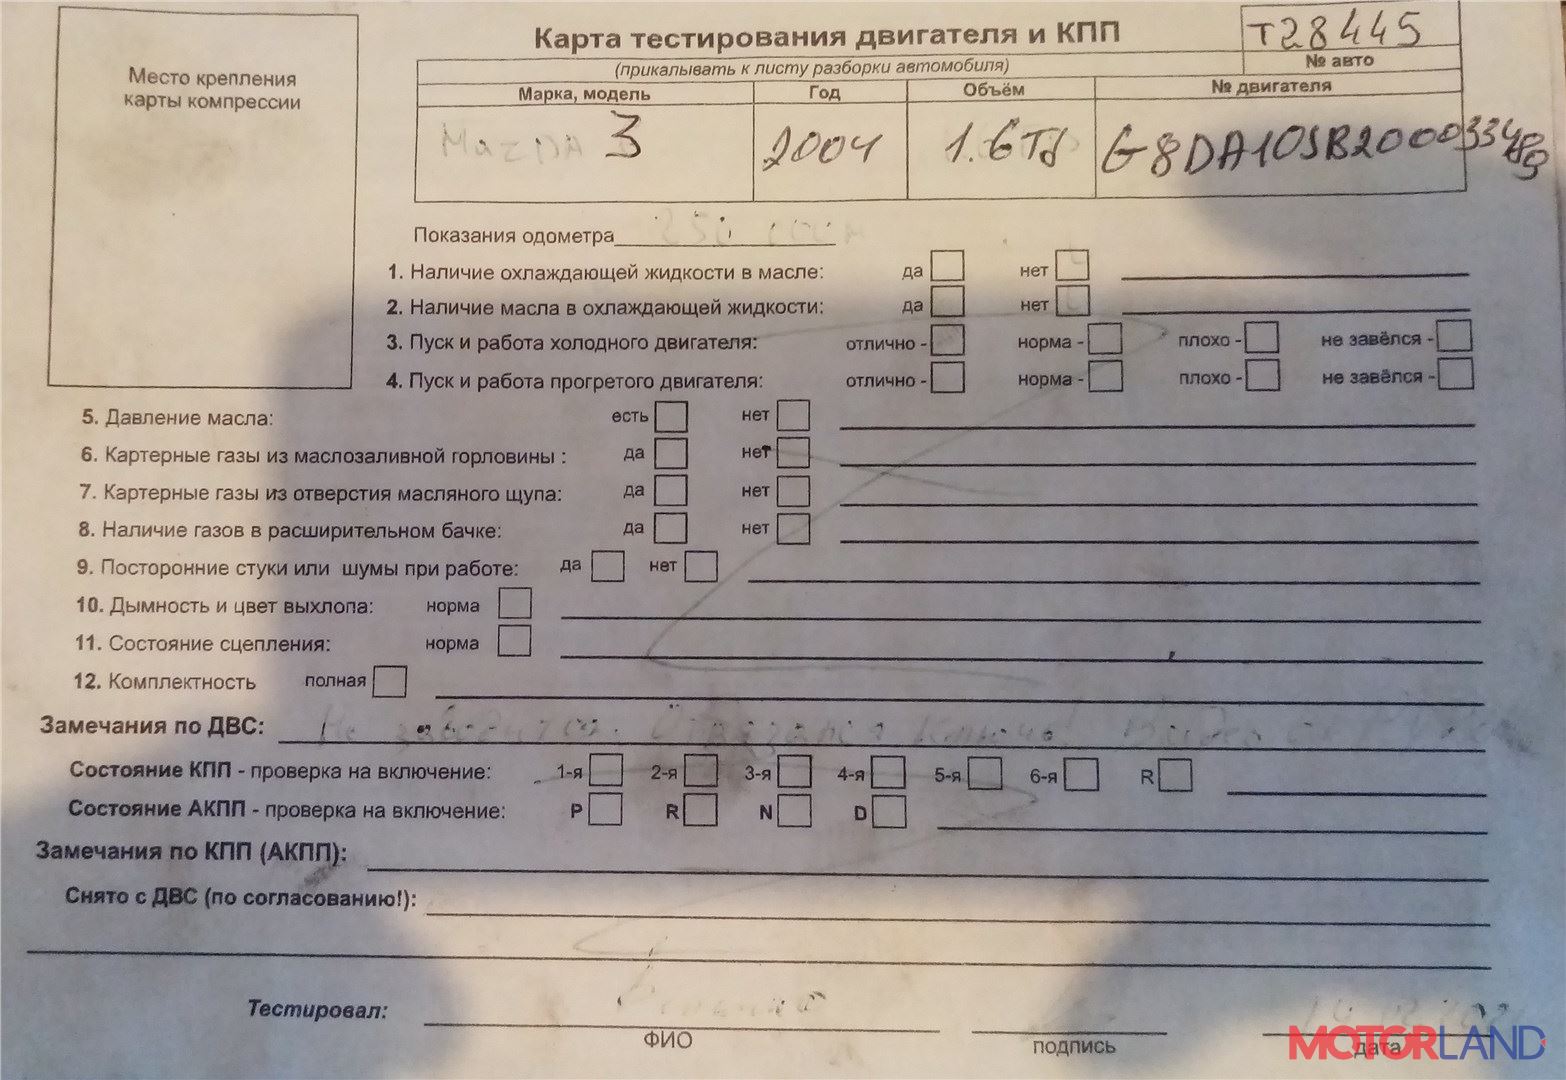 Место крепления
карты компрессии
Карта тестирования двигателя и КПП
Т28445
№ авто
(прикалывать к листу разборки автомобиля)
Марка, модель Год Объём № двигателя
MazDA 3 2004 1.6Td G8DA10JB2000033489
Показания одометра
1. Наличие охлаждающей жидкости в масле: да нет
2. Наличие масла в охлаждающей жидкости: да нет
3. Пуск и работа холодного двигателя: отлично - норма - плохо - не завёлся -
4. Пуск и работа прогретого двигателя: отлично - норма - плохо - не завёлся -
5. Давление масла: есть нет
6. Картерные газы из маслозаливной горловины : да нет
7. Картерные газы из отверстия масляного щупа: да нет
8. Наличие газов в расширительном бачке: да нет
9. Посторонние стуки или шумы при работе: да нет
10. Дымность и цвет выхлопа: норма
11. Состояние сцепления: норма
12. Комплектность полная
Замечания по ДВС: Не заводится.
Состояние КПП - проверка на включение: 1-я 2-я 3-я 4-я 5-я 6-я R
Состояние АКПП - проверка на включение: P R N D
Замечания по КПП (АКПП):
Снято с ДВС (по согласованию!):
Тестировал:
ФИО подпись дата
MOTORLAND